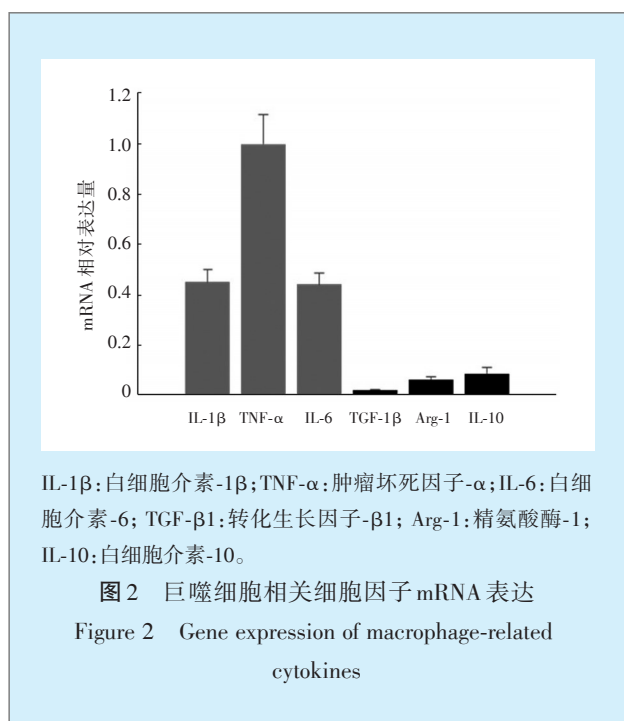 1.2
1.0
0.8
0.6
0.4
0.2
0
mRNA 相对表达量
IL-1β TNF-α IL-6 TGF-1β Arg-1 IL-10
IL-1β:白细胞介素-1β;TNF-α:肿瘤坏死因子-α;IL-6:白细
胞介素-6; TGF-β1:转化生长因子-β1; Arg-1:精氨酸酶-1;
IL-10:白细胞介素-10。
图2 巨噬细胞相关细胞因子mRNA表达
Figure 2 Gene expression of macrophage-related
cytokines